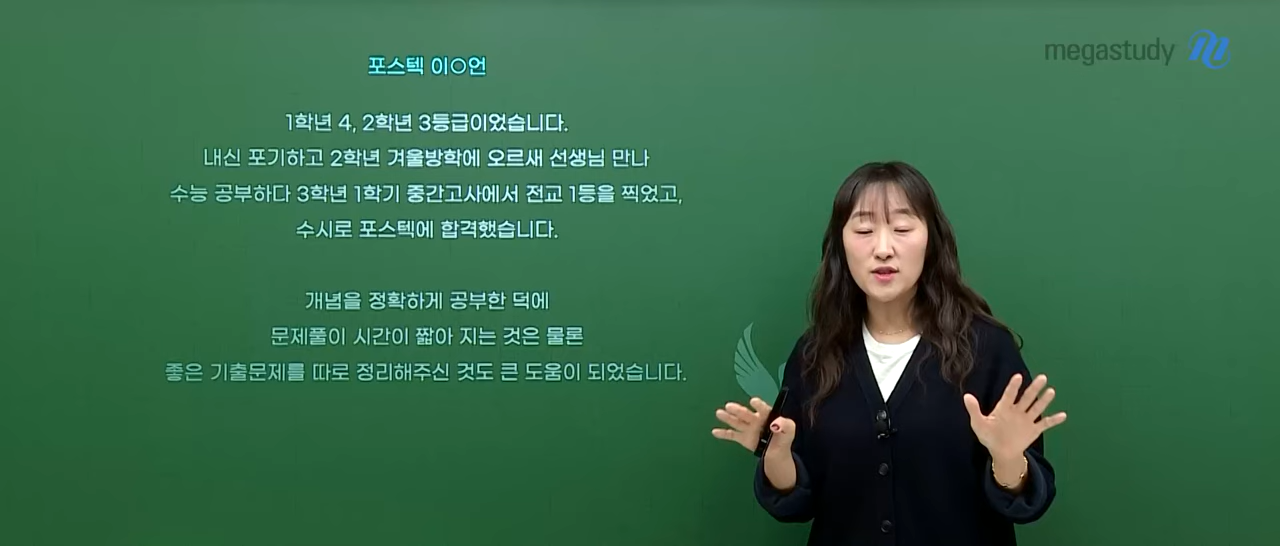 megastudy
포스텍 이○언
1학년 4, 2학년 3등급이었습니다.
내신 포기하고 2학년 겨울방학에 오르새 선생님 만나
수능 공부하다 3학년 1학기 중간고사에서 전교 1등을 찍었고,
수시로 포스텍에 합격했습니다.
개념을 정확하게 공부한 덕에
문제풀이 시간이 짧아 지는 것은 물론
좋은 기출문제를 따로 정리해주신 것도 큰 도움이 되었습니다.